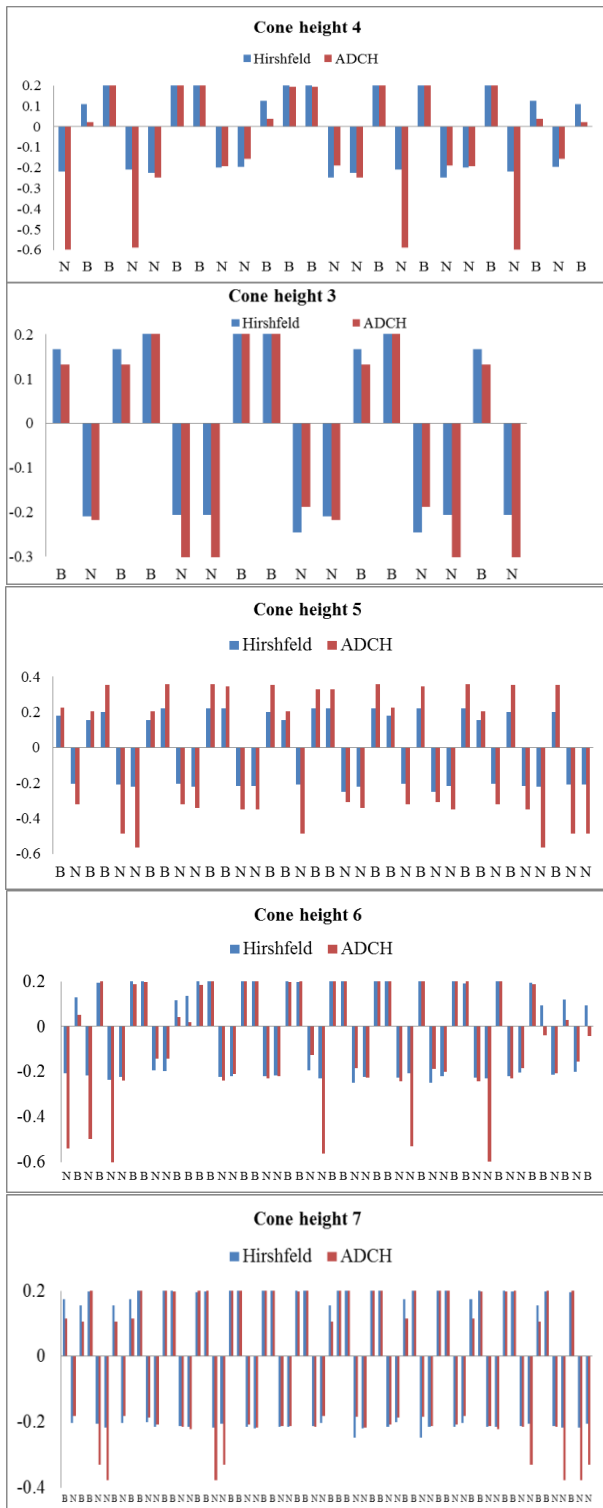 Cone height 4
Hirshfeld ADCH
0.2
0.1
0
-0.1
-0.2
-0.3
-0.4
-0.5
-0.6
N B B N N B B N N B B B N N B N B N N B N B N B
Cone height 3
Hirshfeld ADCH
0.2
0.1
0
-0.1
-0.2
-0.3
B N B B N N B B N N B B N N B N
Cone height 5
Hirshfeld ADCH
0.4
0.2
0
-0.2
-0.4
-0.6
B N B B N N B B N N B B N N B B N B B N N B B N B N N B B N B N N B N N
Cone height 6
Hirshfeld ADCH
0.2
0
-0.2
-0.4
-0.6
N B N B N N B B N N B B B B N N B B N N B B N N B B N N B B N N B N N B B N N B N N B B N B N B
Cone height 7
Hirshfeld ADCH
0.2
0
-0.2
-0.4
B N B B N N B N B B N N B B N N B B N N B B N N B B N N B B N N B B B N N B B N N B B N N B B N N B B N N B B N N B B N N B N N